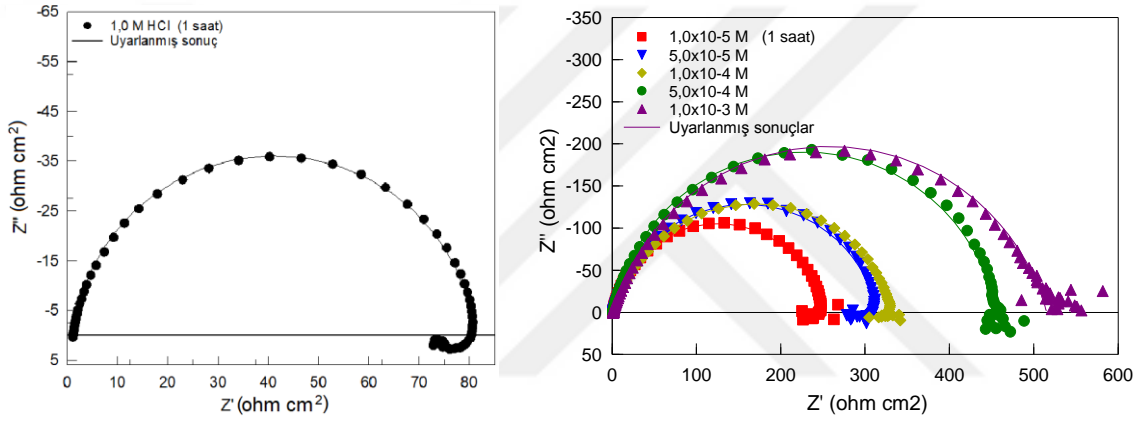 1,0 M HCl (1 saat)
Uyarlanmış sonuç
-65
-55
-45
-35
-25
-15
-5
5
0
10
20
30
40
50
60
70
80
Z'' (ohm cm²)
Z' (ohm cm²)
1,0x10-5 M (1 saat)
5,0x10-5 M
1,0x10-4 M
5,0x10-4 M
1,0x10-3 M
Uyarlanmış sonuçlar
-350
-300
-250
-200
-150
-100
-50
0
50
0
100
200
300
400
500
600
Z'' (ohm cm2)
Z' (ohm cm2)